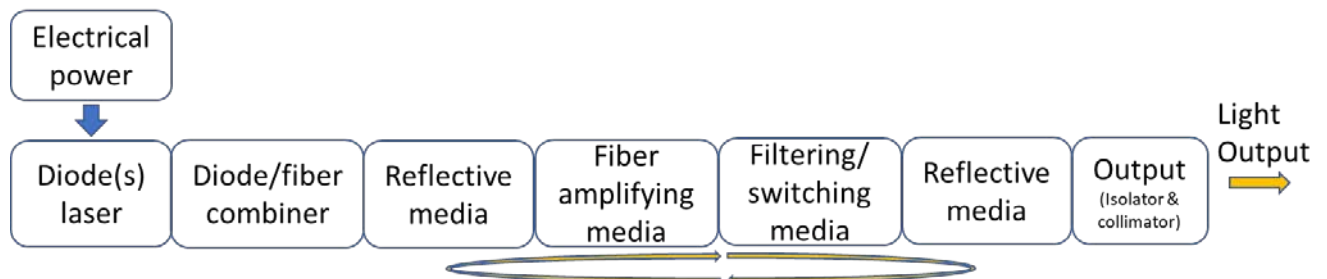 Electrical
power
Diode(s)
laser
Diode/fiber
combiner
Reflective
media
Fiber
amplifying
media
Filtering/
switching
media
Reflective
media
Output
(Isolator &
collimator)
Light
Output